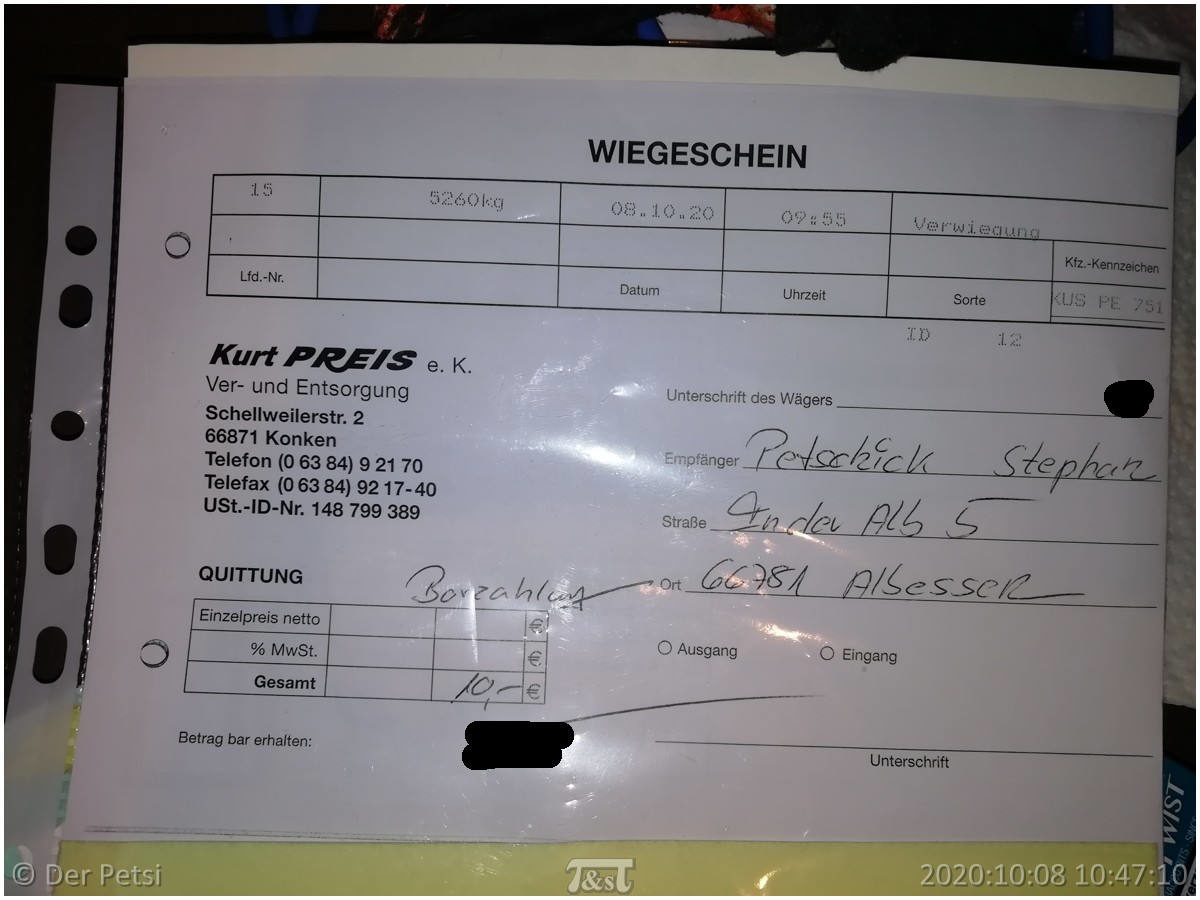 WIEGESCHEIN
15 5260kg 08.10.20 09:55 Verwiegung
Kfz.-Kennzeichen
Lfd.-Nr. Datum Uhrzeit Sorte KUS PE 751
ID 12
Kurt PREIS e. K.
Ver- und Entsorgung
Schellweilerstr. 2
66871 Konken
Telefon (0 63 84) 9 21 70
Telefax (0 63 84) 92 17-40
USt.-ID-Nr. 148 799 389
Unterschrift des Wägers
Empfänger Petschick Stephan
Straße In der Alb 5
Ort 66781 Albessen
QUITTUNG
Barzahlung
Einzelpreis netto €
% MwSt. €
Gesamt 10,- €
Ausgang Eingang
Betrag bar erhalten:
Unterschrift
TWIST
© Der Petsi
T&ST
2020:10:08 10:47:10